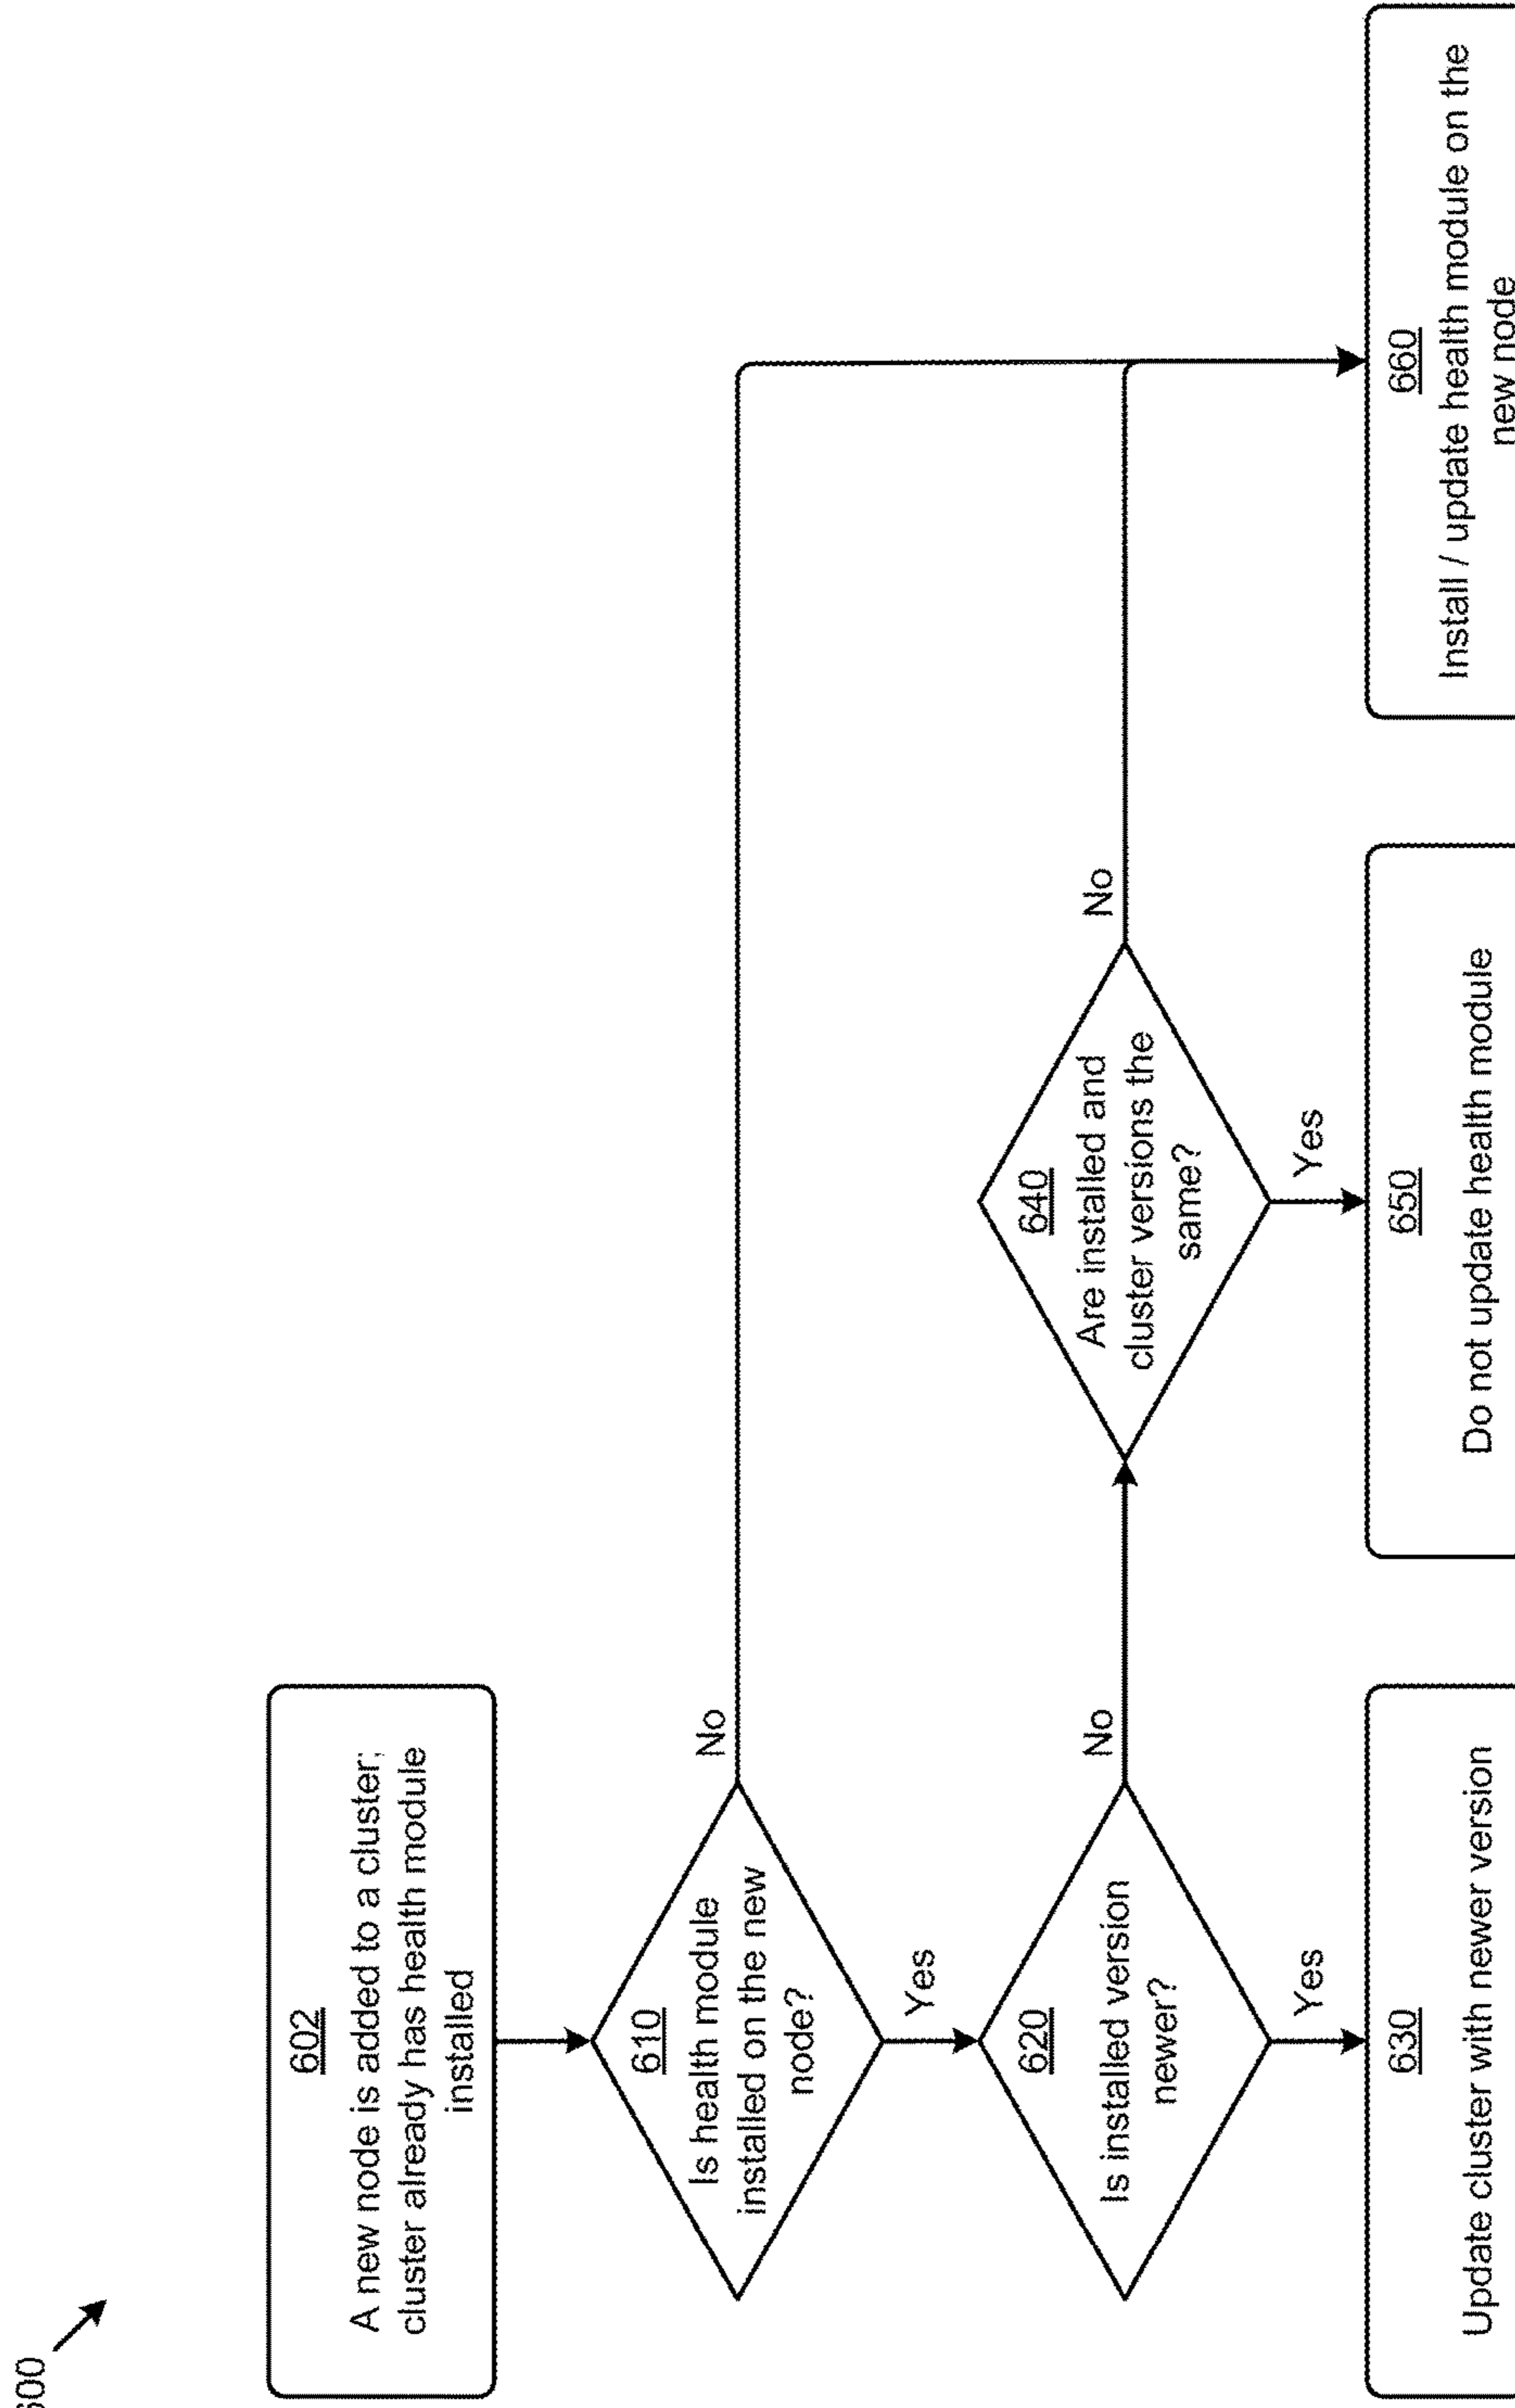 600
602
A new node is added to a cluster;
cluster already has health module
installed
610
Is health module
installed on the new
node?
No
Yes
620
Is installed version
newer?
No
Yes
640
Are installed and
cluster versions the
same?
No
Yes
630
Update cluster with newer version
650
Do not update health module
660
Install / update health module on the
new node